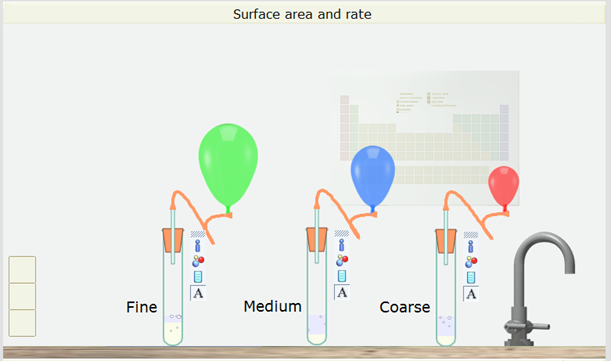 Surface area and rate
Fine
A
Medium
A
Coarse
A